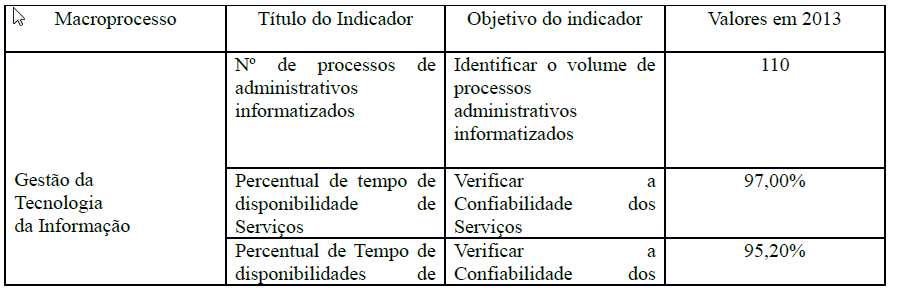 Macroprocesso
Título do Indicador
Objetivo do indicador
Valores em 2013
Gestão da
Tecnologia
da Informação
Nº de processos de
administrativos
informatizados
Identificar o volume de
processos
administrativos
informatizados
110
Percentual de tempo de
disponibilidade de
Serviços
Verificar a
Confiabilidade dos
Serviços
97,00%
Percentual de Tempo de
disponibilidades de
Verificar a
Confiabilidade dos
95,20%